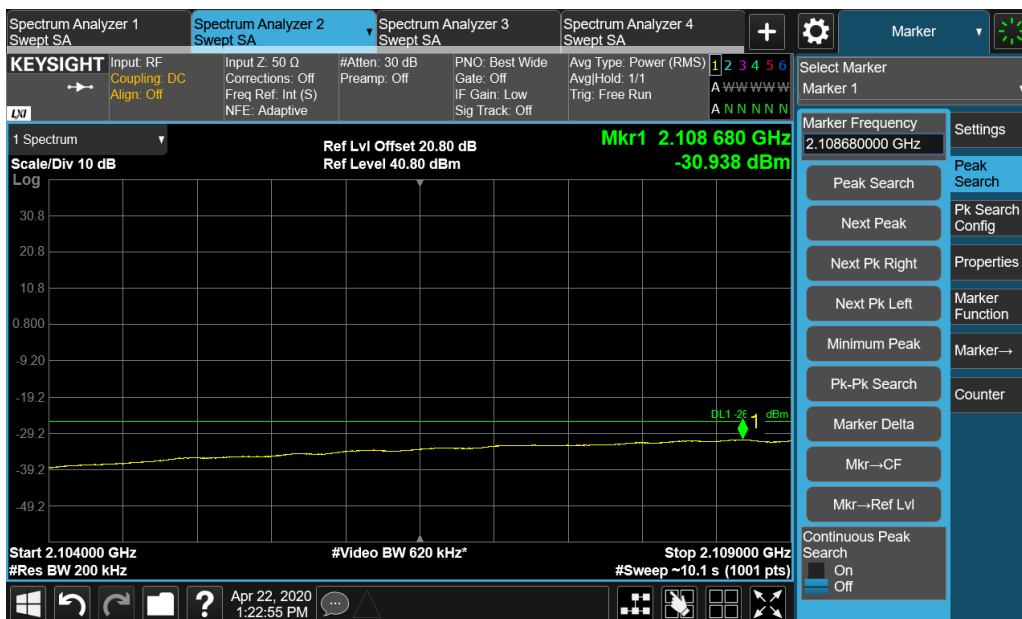 Spectrum Analyzer 1
Swept SA
Spectrum Analyzer 2
Swept SA
Spectrum Analyzer 3
Swept SA
Spectrum Analyzer 4
Swept SA
Marker
KEYSIGHT
LXI
Input: RF
Coupling: DC
Align: Off
Input Z: 50 Ω
Corrections: Off
Freq Ref: Int (S)
NFE: Adaptive
#Atten: 30 dB
Preamp: Off
PNO: Best Wide
Gate: Off
IF Gain: Low
Sig Track: Off
Avg Type: Power (RMS)
Avg|Hold: 1/1
Trig: Free Run
1 2 3 4 5 6
A W W W W W
A N N N N N
Select Marker
Marker 1
1 Spectrum
Scale/Div 10 dB
Ref Lvl Offset 20.80 dB
Ref Level 40.80 dBm
Mkr1 2.108 680 GHz
-30.938 dBm
Log
30.8
20.8
10.8
0.800
-9.20
-19.2
-29.2
-39.2
-49.2
DL1 dBm
1
Start 2.104000 GHz
#Res BW 200 kHz
#Video BW 620 kHz*
Stop 2.109000 GHz
#Sweep ~10.1 s (1001 pts)
Marker Frequency
2.108680000 GHz
Peak Search
Next Peak
Next Pk Right
Next Pk Left
Minimum Peak
Pk-Pk Search
Marker Delta
Mkr→CF
Mkr→Ref Lvl
Continuous Peak
Search
On
Off
Settings
Peak
Search
Pk Search
Config
Properties
Marker
Function
Marker→
Counter
?
Apr 22, 2020
1:22:55 PM